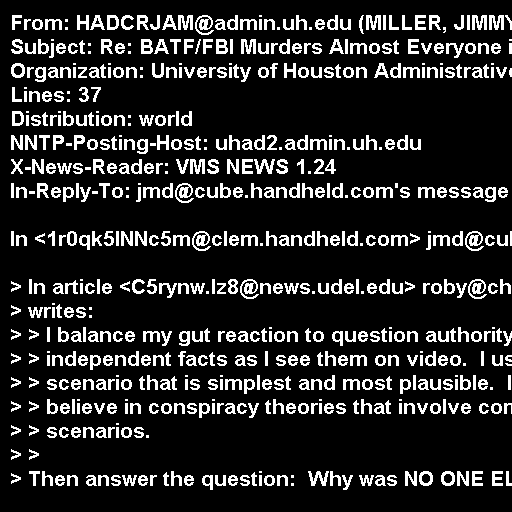 From: HADCRJAM@admin.uh.edu (MILLER, JIMMY
Subject: Re: BATF/FBI Murders Almost Everyone i
Organization: University of Houston Administrative
Lines: 37
Distribution: world
NNTP-Posting-Host: uhad2.admin.uh.edu
X-News-Reader: VMS NEWS 1.24
In-Reply-To: jmd@cube.handheld.com's message
In <1r0qk5INNc5m@clem.handheld.com> jmd@cu
> In article <C5rynw.Iz8@news.udel.edu> roby@ch
> writes:
> > I balance my gut reaction to question authority
> > independent facts as I see them on video.  I us
> > scenario that is simplest and most plausible.  I
> > believe in conspiracy theories that involve con
> > scenarios.
> >
> Then answer the question:  Why was NO ONE EL